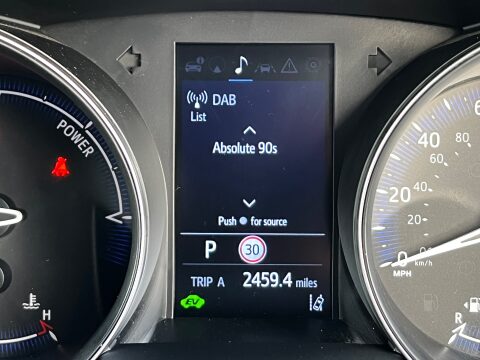 DAB
List
Absolute 90s
Push for source
P 30
TRIP A 2459.4 miles
EV
POWER
H
60
40
80
60
20
20
0
km/h
MPH
R